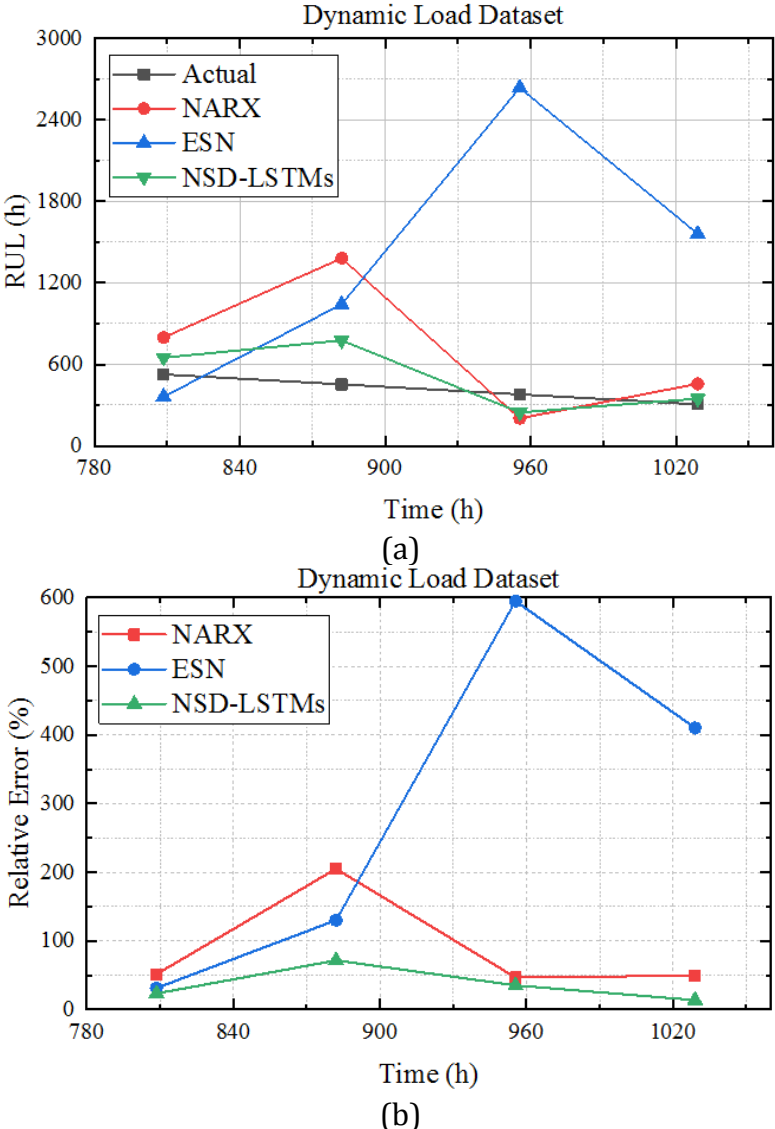 Dynamic Load Dataset
3000
2400
1800
1200
600
0
RUL (h)
Actual
NARX
ESN
NSD-LSTMs
780 840 900 960 1020
Time (h)
(a)
Dynamic Load Dataset
600
500
400
300
200
100
0
Relative Error (%)
NARX
ESN
NSD-LSTMs
780 840 900 960 1020
Time (h)
(b)